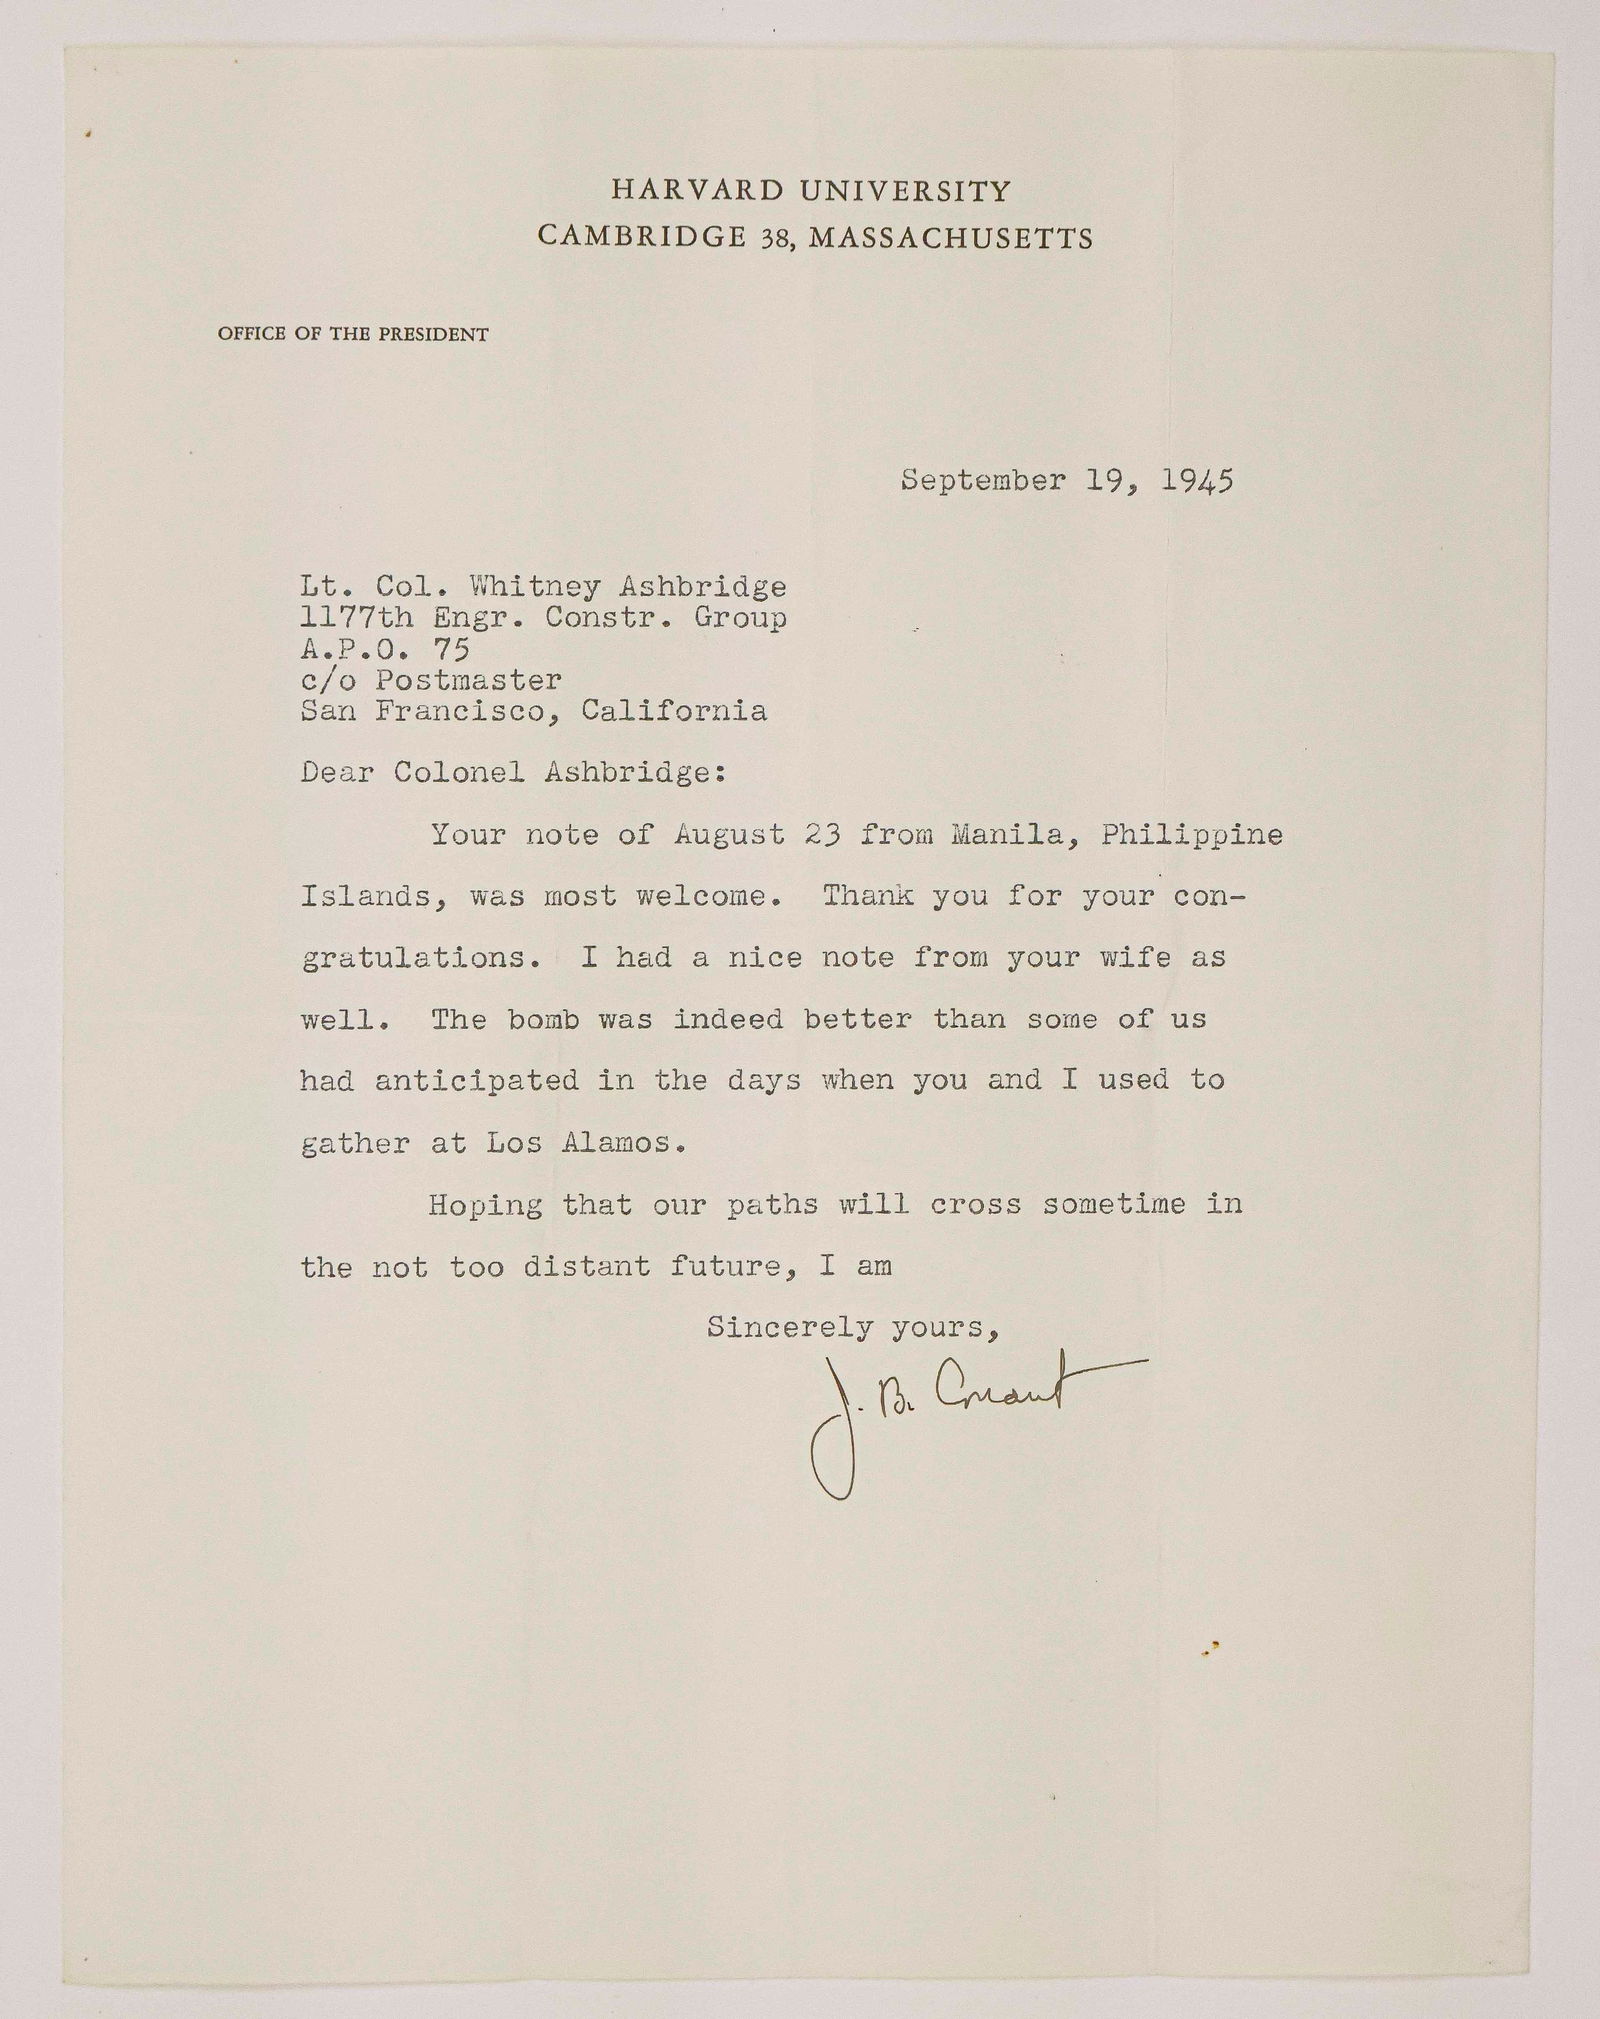 HARVARD UNIVERSITY
CAMBRIDGE 38, MASSACHUSETTS
OFFICE OF THE PRESIDENT
September 19, 1945
Lt. Col. Whitney Ashbridge
1177th Engr. Constr. Group
A.P.O. 75
c/o Postmaster
San Francisco, California
Dear Colonel Ashbridge:
Your note of August 23 from Manila, Philippine
Islands, was most welcome.  Thank you for your con-
gratulations.  I had a nice note from your wife as
well.  The bomb was indeed better than some of us
had anticipated in the days when you and I used to
gather at Los Alamos.
Hoping that our paths will cross sometime in
the not too distant future, I am
Sincerely yours,
J. B. Conant